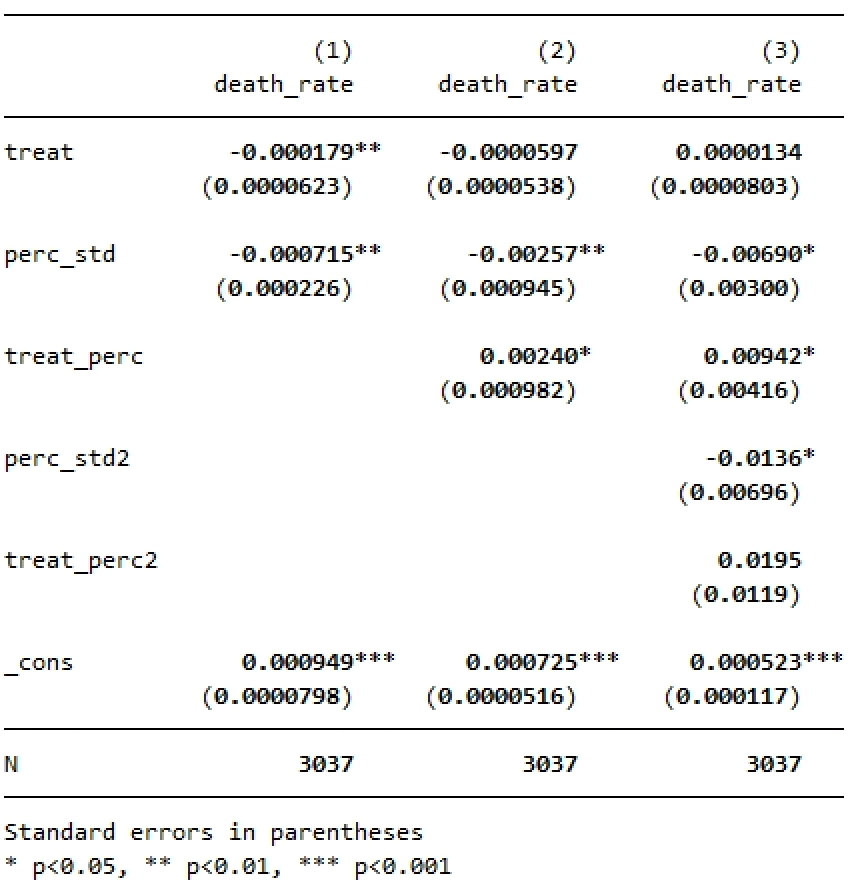 (1) (2) (3)
death_rate death_rate death_rate
treat -0.000179** -0.0000597 0.0000134
(0.0000623) (0.0000538) (0.0000803)
perc_std -0.000715** -0.00257** -0.00690*
(0.000226) (0.000945) (0.00300)
treat_perc 0.00240* 0.00942*
(0.000982) (0.00416)
perc_std2 -0.0136*
(0.00696)
treat_perc2 0.0195
(0.0119)
_cons 0.000949*** 0.000725*** 0.000523***
(0.0000798) (0.0000516) (0.000117)
N 3037 3037 3037
Standard errors in parentheses
* p<0.05, ** p<0.01, *** p<0.001